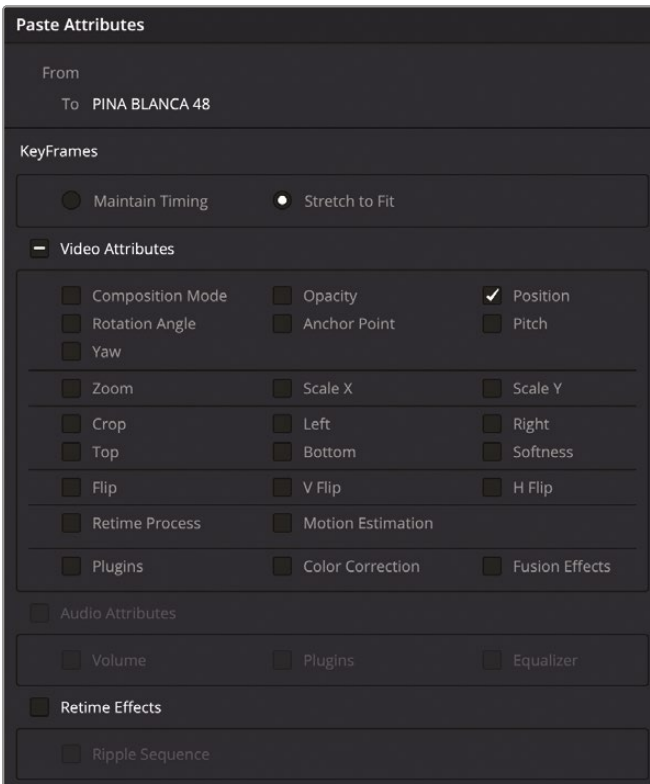 Paste Attributes
From
To PINA BLANCA 48
KeyFrames
Maintain Timing Stretch to Fit
Video Attributes
Composition Mode Opacity Position
Rotation Angle Anchor Point Pitch
Yaw
Zoom Scale X Scale Y
Crop Left Right
Top Bottom Softness
Flip V Flip H Flip
Retime Process Motion Estimation
Plugins Color Correction Fusion Effects
Audio Attributes
Volume Plugins Equalizer
Retime Effects
Ripple Sequence